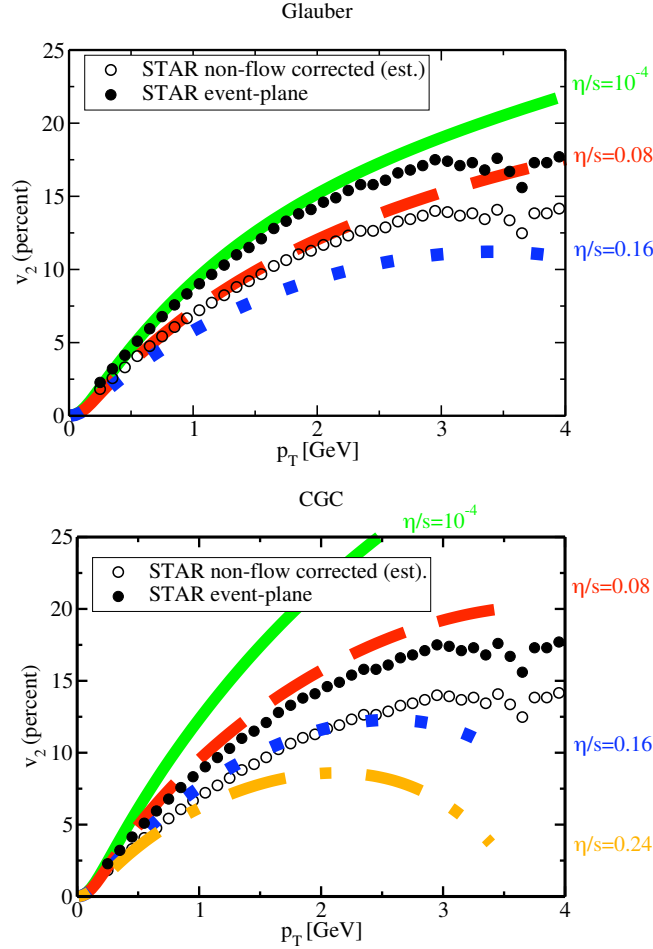 Glauber
STAR non-flow corrected (est.)
STAR event-plane
η/s=10⁻⁴
η/s=0.08
η/s=0.16
25
20
15
10
5
0
v₂ (percent)
0
1
2
3
4
p_T [GeV]
CGC
η/s=10⁻⁴
STAR non-flow corrected (est).
STAR event-plane
η/s=0.08
η/s=0.16
η/s=0.24
25
20
15
10
5
0
v₂ (percent)
0
1
2
3
4
p_T [GeV]